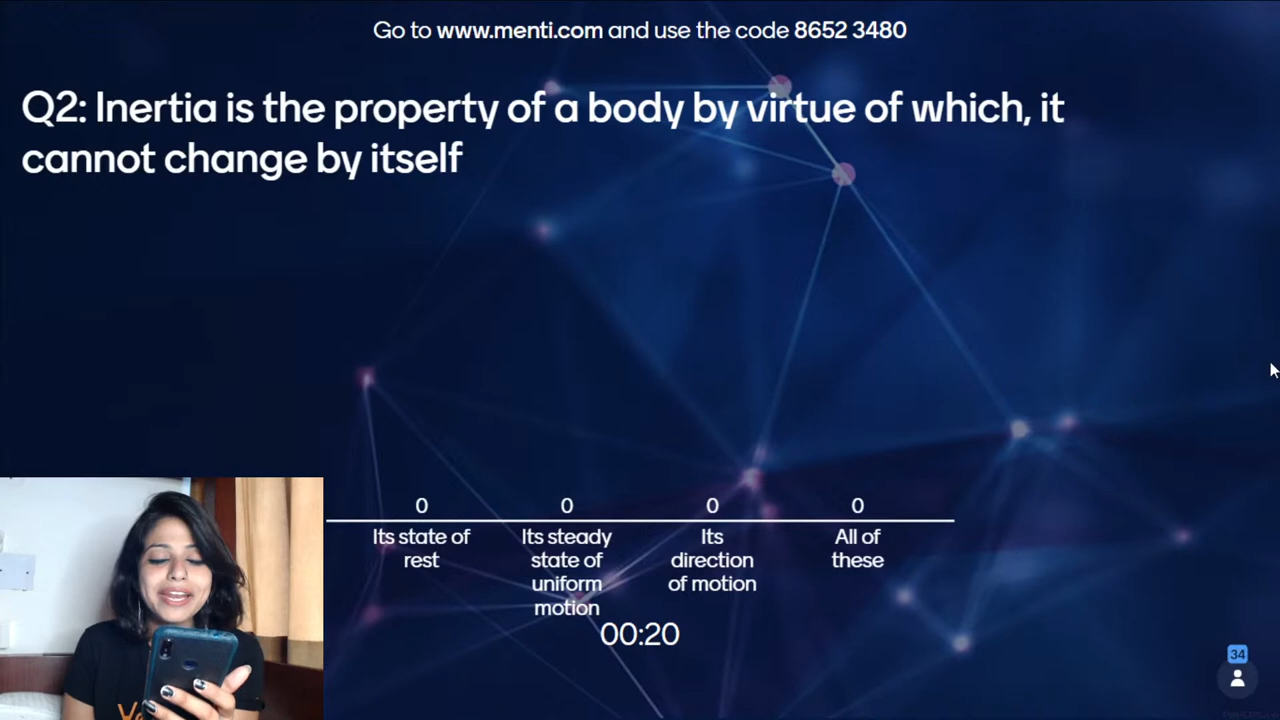 Go to www.menti.com and use the code 8652 3480
Q2: Inertia is the property of a body by virtue of which, it
cannot change by itself
0 0 0 0
Its state of
rest
Its steady
state of
uniform
motion
Its
direction
of motion
All of
these
00:20
34